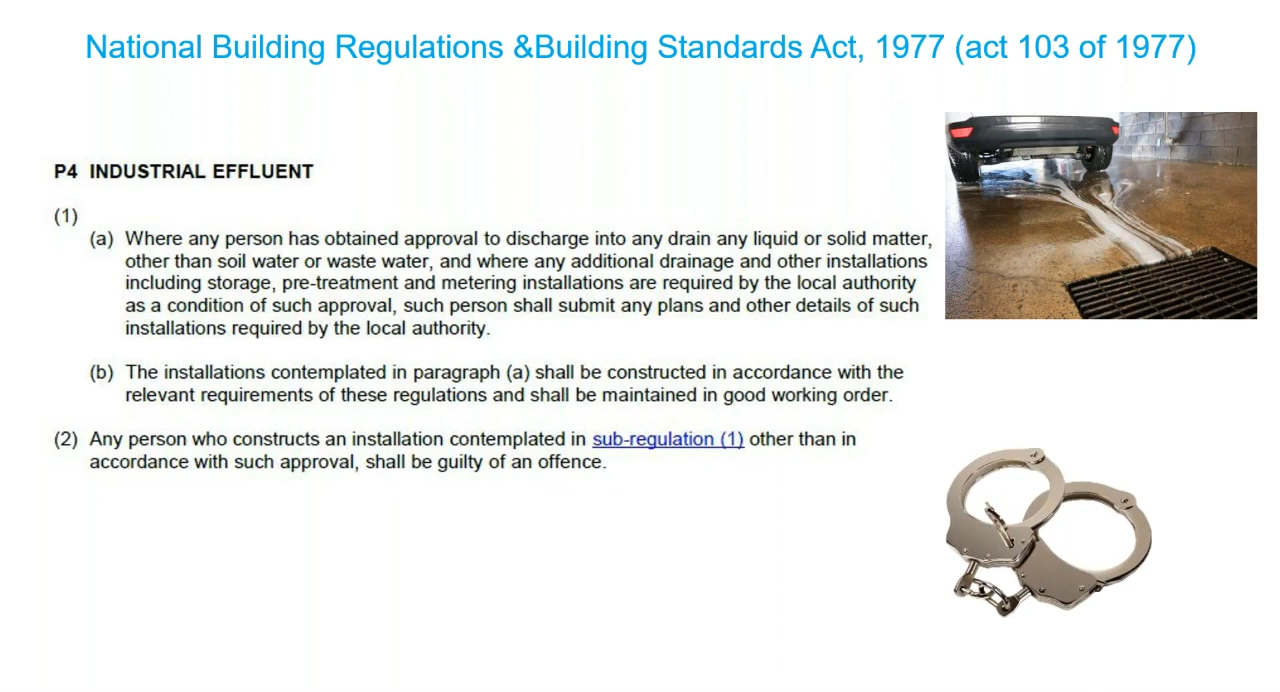 National Building Regulations &Building Standards Act, 1977 (act 103 of 1977)
P4 INDUSTRIAL EFFLUENT
(1)
(a) Where any person has obtained approval to discharge into any drain any liquid or solid matter,
other than soil water or waste water, and where any additional drainage and other installations
including storage, pre-treatment and metering installations are required by the local authority
as a condition of such approval, such person shall submit any plans and other details of such
installations required by the local authority.
(b) The installations contemplated in paragraph (a) shall be constructed in accordance with the
relevant requirements of these regulations and shall be maintained in good working order.
(2) Any person who constructs an installation contemplated in sub-regulation (1) other than in
accordance with such approval, shall be guilty of an offence.